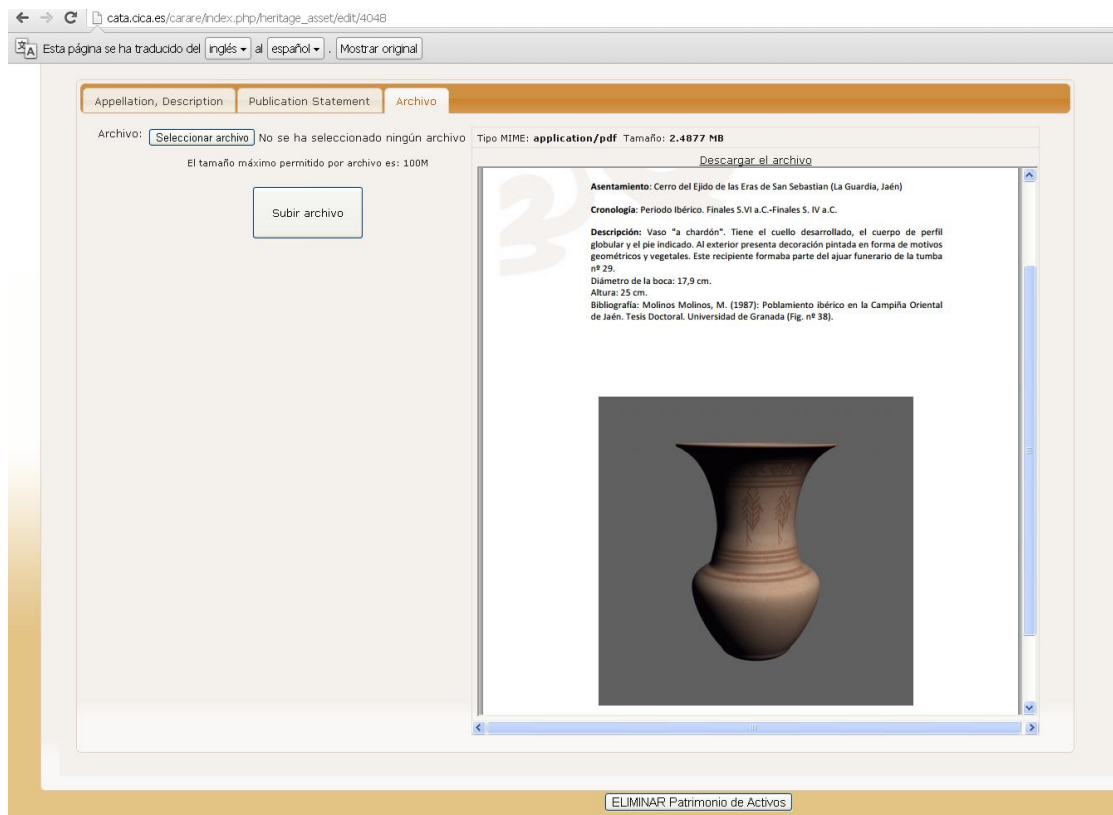 cata.cica.es/carare/index.php/heritage_asset/edit/4048
Esta página se ha traducido del inglés al español . Mostrar original
Appellation, Description Publication Statement Archivo
Archivo: Seleccionar archivo No se ha seleccionado ningún archivo
El tamaño máximo permitido por archivo es: 100M
Subir archivo
Tipo MIME: application/pdf Tamaño: 2.4877 MB
Descargar el archivo
Asentamiento: Cerro del Ejido de las Eras de San Sebastian (La Guardia, Jaén)
Cronología: Periodo Ibérico. Finales S.VI a.C.-Finales S. IV a.C.
Descripción: Vaso "a chardón". Tiene el cuello desarrollado, el cuerpo de perfil
globular y el pie indicado. Al exterior presenta decoración pintada en forma de motivos
geométricos y vegetales. Este recipiente formaba parte del ajuar funerario de la tumba
nº 29.
Diámetro de la boca: 17,9 cm.
Altura: 25 cm.
Bibliografía: Molinos Molinos, M. (1987): Poblamiento ibérico en la Campiña Oriental
de Jaén. Tesis Doctoral. Universidad de Granada (Fig. nº 38).
ELIMINAR Patrimonio de Activos